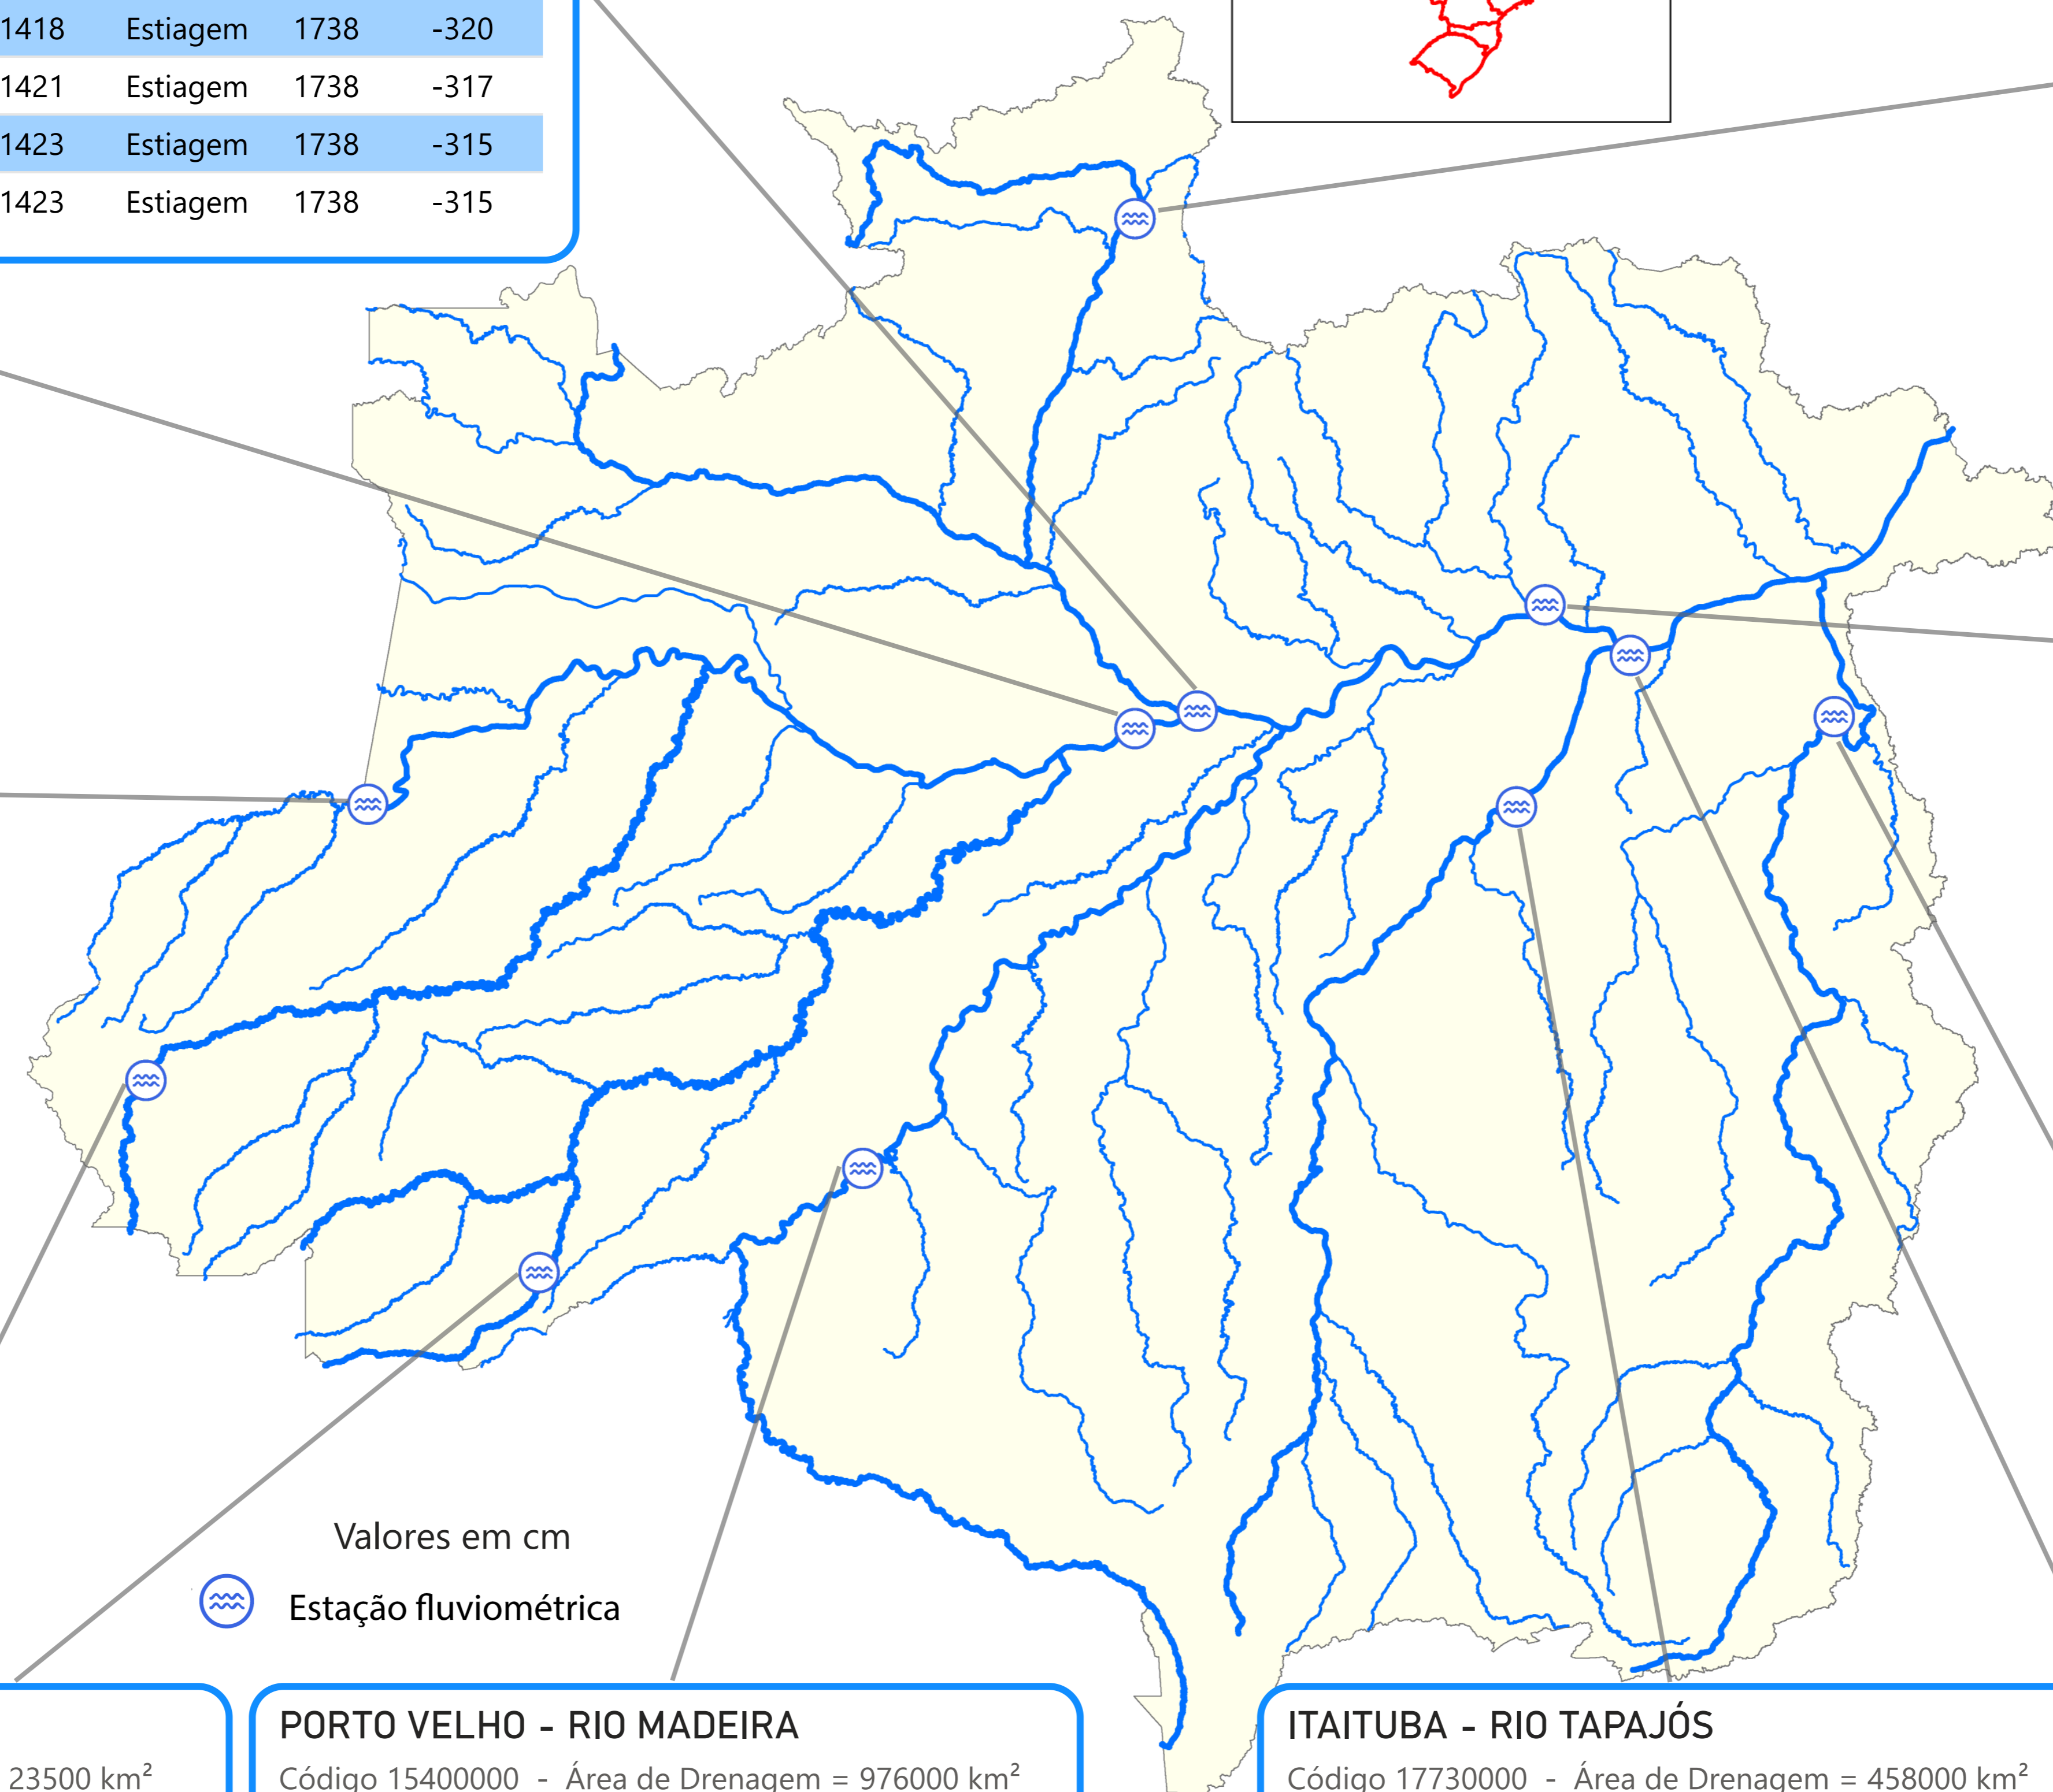 1418 Estiagem 1738 -320
1421 Estiagem 1738 -317
1423 Estiagem 1738 -315
1423 Estiagem 1738 -315
Valores em cm
Estação fluviométrica
23500 km²
PORTO VELHO - RIO MADEIRA
Código 15400000 - Área de Drenagem = 976000 km²
ITAITUBA - RIO TAPAJÓS
Código 17730000 - Área de Drenagem = 458000 km²